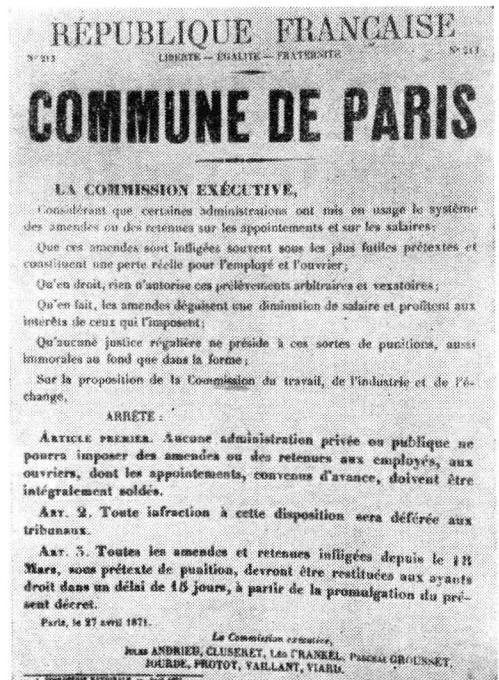 RÉPUBLIQUE FRANÇAISE
N° 213 LIBERTÉ — ÉGALITÉ — FRATERNITÉ N° 213
COMMUNE DE PARIS
LA COMMISSION EXÉCUTIVE,
Considérant que certaines administrations ont mis en usage le système
des amendes ou des retenues sur les appointements et sur les salaires;
Que ces amendes sont infligées souvent sous les plus futiles prétextes et
constituent une perte réelle pour l'employé et l'ouvrier;
Qu'en droit, rien n'autorise ces prélèvements arbitraires et vexatoires;
Qu'en fait, les amendes déguisent une diminution de salaire et profitent aux
intérêts de ceux qui l'imposent;
Qu'aucune justice régalière ne préside à ces sortes de punitions, aussi
immorales au fond que dans la forme;
Sur la proposition de la Commission du travail, de l'industrie et de l'é-
change,
ARRÊTE :
ARTICLE PREMIER. Aucune administration privée ou publique ne
pourra imposer des amendes ou des retenues aux employés, aux
ouvriers, dont les appointements, convenus d'avance, doivent être
intégralement soldés.
ART. 2. Toute infraction à cette disposition sera déférée aux
tribunaux.
ART. 3. Toutes les amendes et retenues infligées depuis le 18
Mars, sous prétexte de punition, devront être restituées aux ayants
droit dans un délai de 15 jours, à partir de la promulgation du pré-
sent décret.
Paris, le 27 avril 1871.
La Commission exécutive,
JULES ANDRIEU, CLUSERET, LÉO FRANKEL, PASCHAL GROUSSET,
JOURDE, PROTOT, VAILLANT, VIARD.